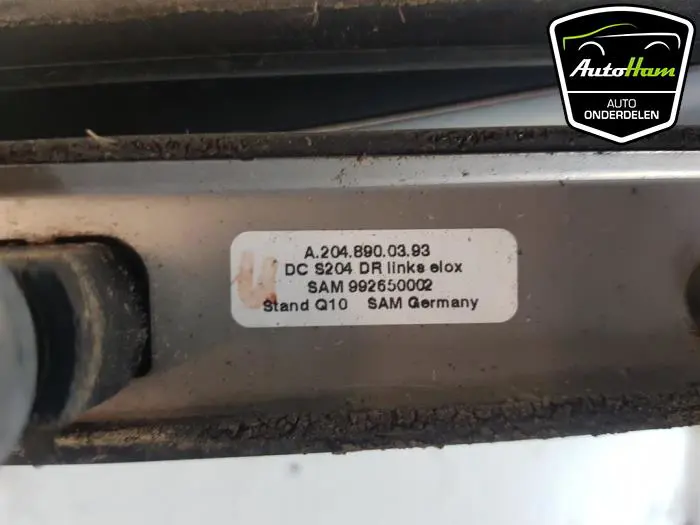 AutoHam
AUTO
ONDERDELEN
A.204.890.03.93
DC S204 DR links elox
SAM 992650002
Stand Q10 SAM Germany
U